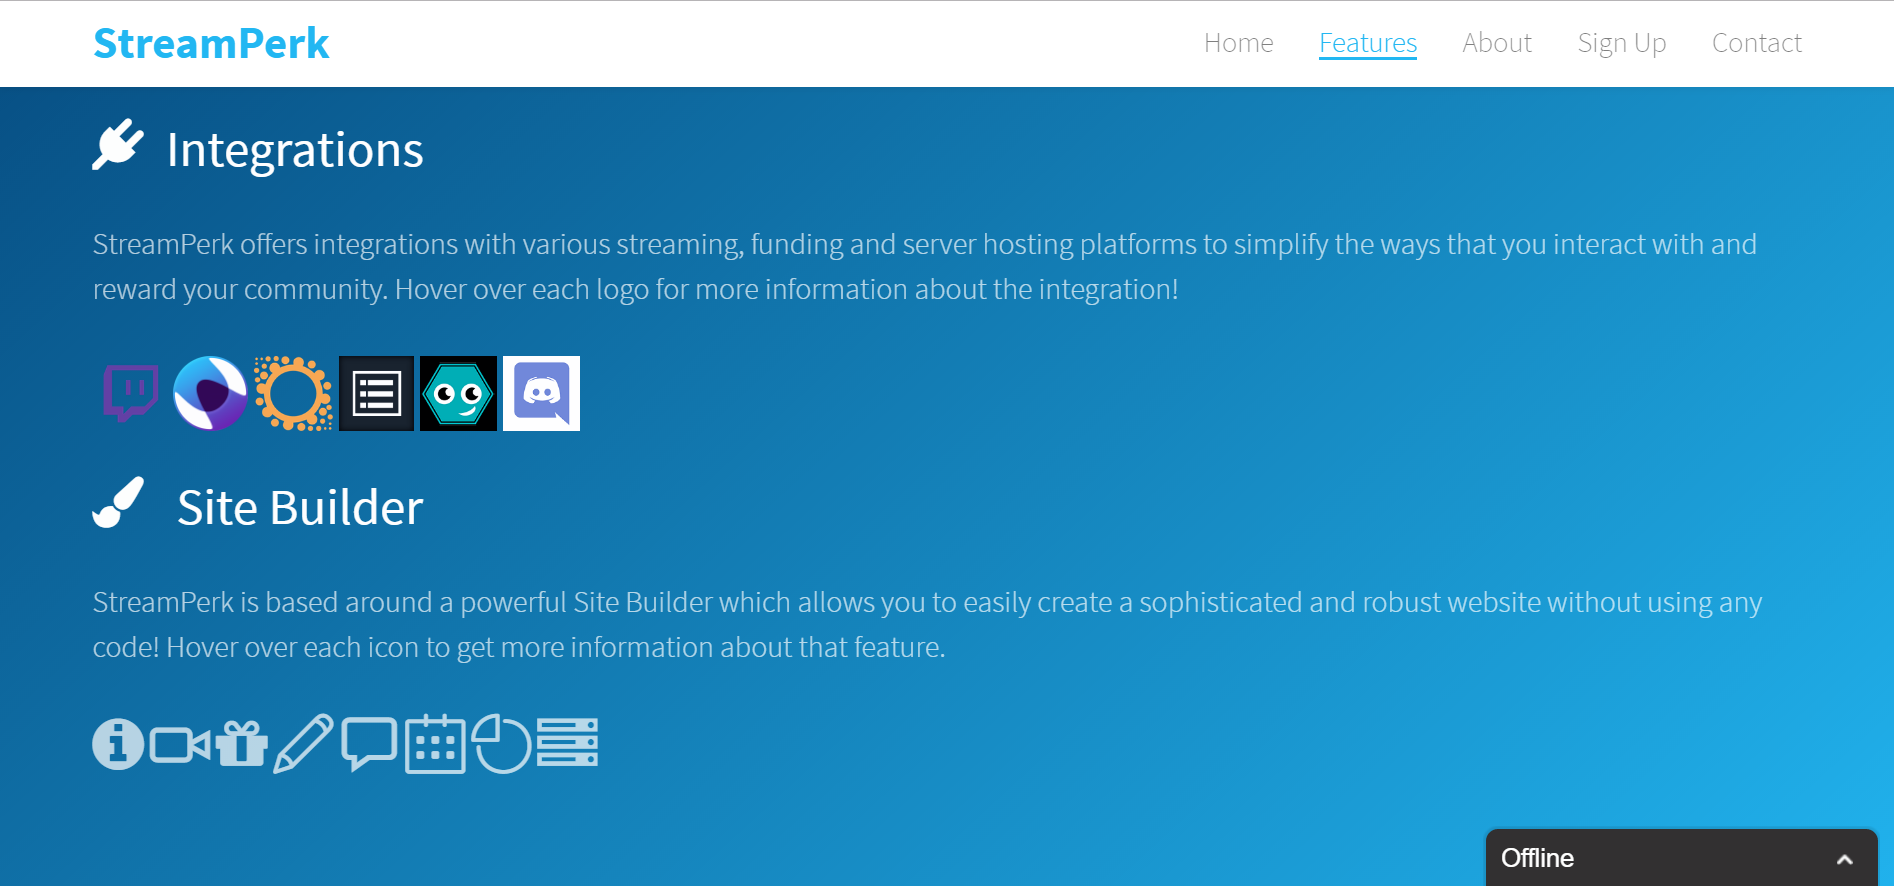 StreamPerk
Home Features About Sign Up Contact
Integrations
StreamPerk offers integrations with various streaming, funding and server hosting platforms to simplify the ways that you interact with and
reward your community. Hover over each logo for more information about the integration!
Site Builder
StreamPerk is based around a powerful Site Builder which allows you to easily create a sophisticated and robust website without using any
code! Hover over each icon to get more information about that feature.
Offline